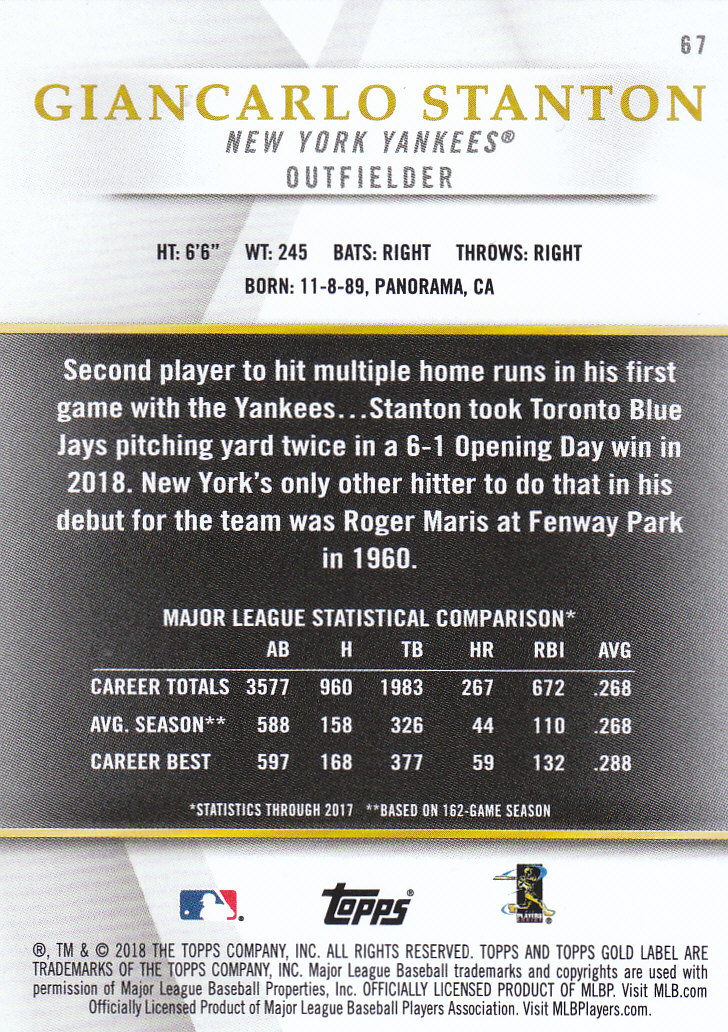 67
GIANCARLO STANTON
NEW YORK YANKEES®
OUTFIELDER
HT: 6'6" WT: 245 BATS: RIGHT THROWS: RIGHT
BORN: 11-8-89, PANORAMA, CA
Second player to hit multiple home runs in his first
game with the Yankees...Stanton took Toronto Blue
Jays pitching yard twice in a 6-1 Opening Day win in
2018. New York's only other hitter to do that in his
debut for the team was Roger Maris at Fenway Park
in 1960.
MAJOR LEAGUE STATISTICAL COMPARISON*
AB H TB HR RBI AVG
CAREER TOTALS 3577 960 1983 267 672 .268
AVG. SEASON** 588 158 326 44 110 .268
CAREER BEST 597 168 377 59 132 .288
*STATISTICS THROUGH 2017 **BASED ON 162-GAME SEASON
Topps®
PLAYERS
®, TM & © 2018 THE TOPPS COMPANY, INC. ALL RIGHTS RESERVED. TOPPS AND TOPPS GOLD LABEL ARE
TRADEMARKS OF THE TOPPS COMPANY, INC. Major League Baseball trademarks and copyrights are used with
permission of Major League Baseball Properties, Inc. OFFICIALLY LICENSED PRODUCT OF MLBP. Visit MLB.com
Officially Licensed Product of Major League Baseball Players Association. Visit MLBPlayers.com.